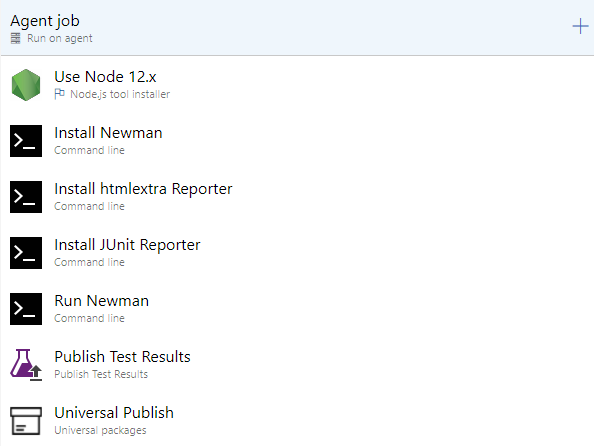 Agent job
Run on agent
Use Node 12.x
Node.js tool installer
Install Newman
Command line
Install htmlextra Reporter
Command line
Install JUnit Reporter
Command line
Run Newman
Command line
Publish Test Results
Publish Test Results
Universal Publish
Universal packages